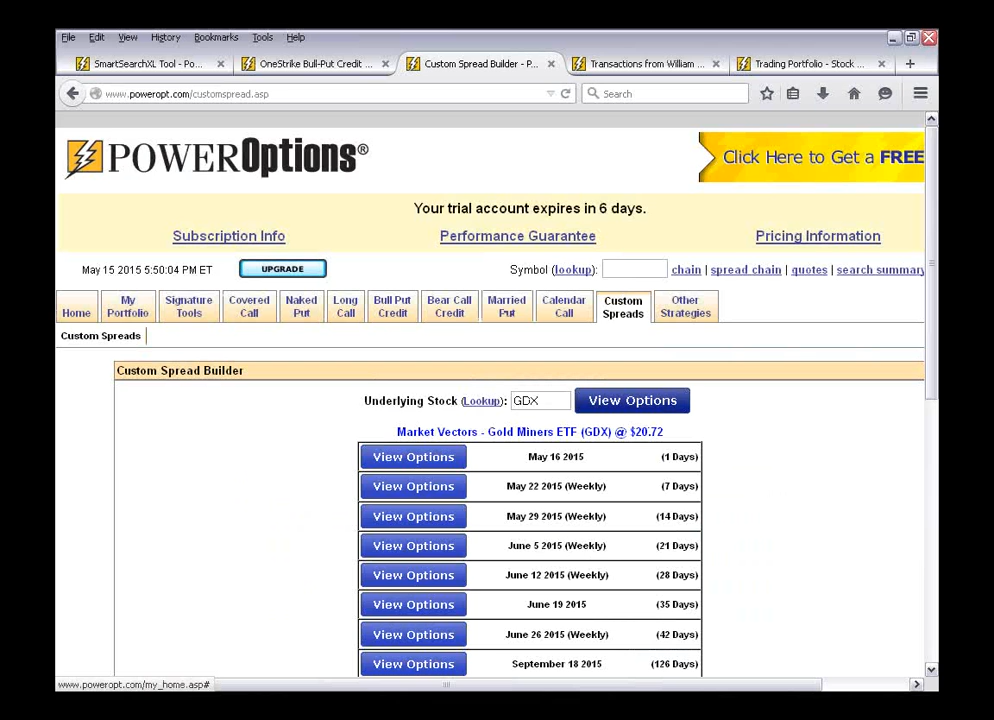 File Edit View History Bookmarks Tools Help
SmartSearchXL Tool - Po... × OneStrike Bull-Put Credit ... × Custom Spread Builder - P... × Transactions from William ... × Trading Portfolio - Stock ... × +
www.poweropt.com/customspread.asp Search
POWEROptions® Click Here to Get a FREE
Your trial account expires in 6 days.
Subscription Info Performance Guarantee Pricing Information
May 15 2015 5:50:04 PM ET UPGRADE Symbol (lookup): chain | spread chain | quotes | search summary
Home My Portfolio Signature Tools Covered Call Naked Put Long Call Bull Put Credit Bear Call Credit Married Put Calendar Call Custom Spreads Other Strategies
Custom Spreads
Custom Spread Builder
Underlying Stock (Lookup): GDX View Options
Market Vectors - Gold Miners ETF (GDX) @ $20.72
View Options May 16 2015 (1 Days)
View Options May 22 2015 (Weekly) (7 Days)
View Options May 29 2015 (Weekly) (14 Days)
View Options June 5 2015 (Weekly) (21 Days)
View Options June 12 2015 (Weekly) (28 Days)
View Options June 19 2015 (35 Days)
View Options June 26 2015 (Weekly) (42 Days)
View Options September 18 2015 (126 Days)
www.poweropt.com/my_home.asp#